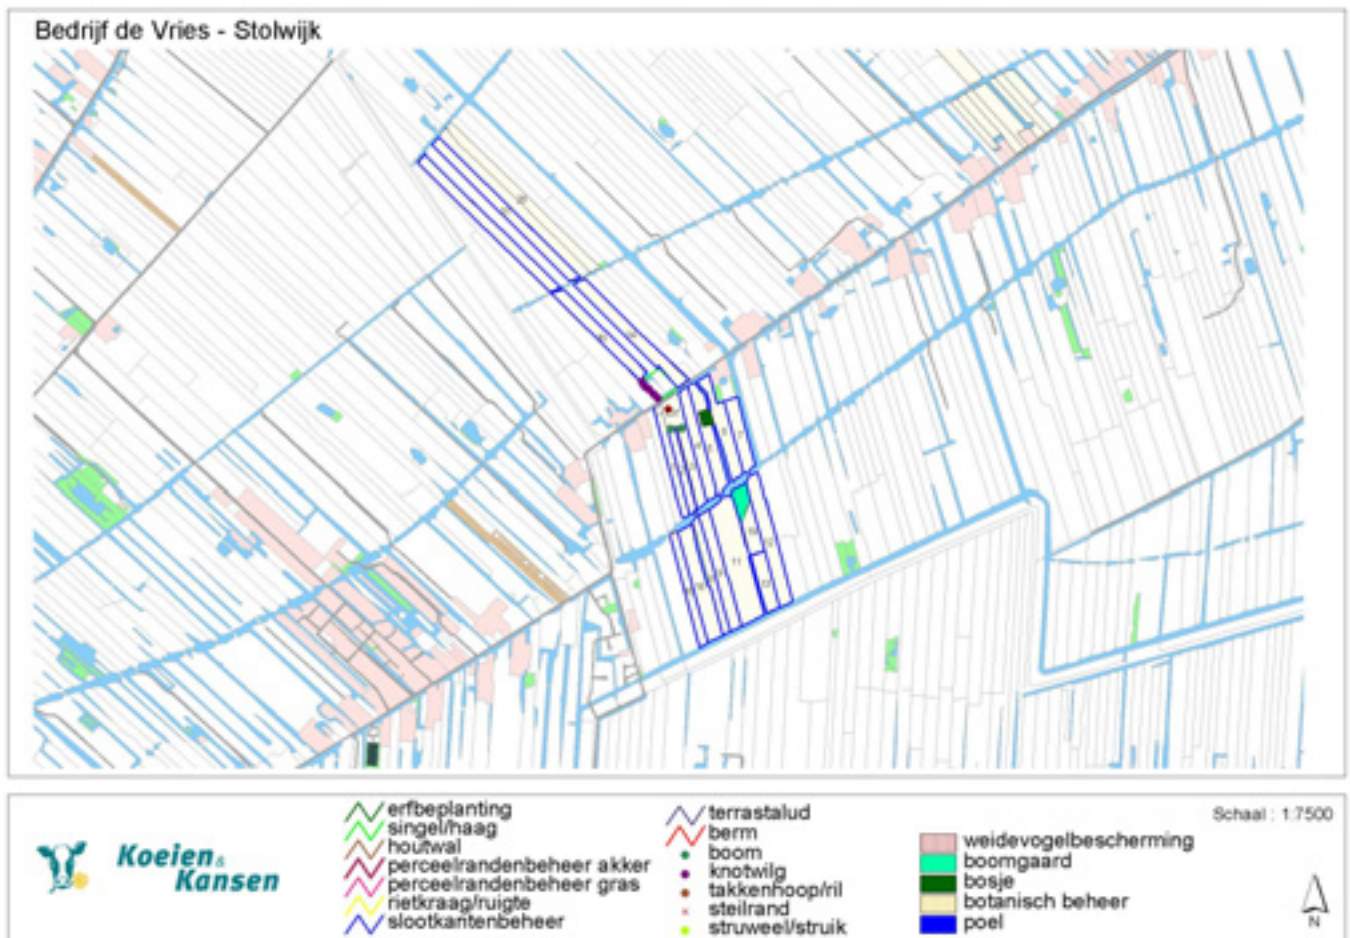 Bedrijf de Vries - Stolwijk
11
Koeien &
Kansen
erfbeplanting
singel/haag
houtwal
perceelrandenbeheer akker
perceelrandenbeheer gras
rietkraag/ruigte
slootkantenbeheer
terrastalud
berm
boom
knotwilg
takkenhoop/ril
steilrand
struweel/struik
Schaal : 1:7500
weidevogelbescherming
boomgaard
bosje
botanisch beheer
poel
N